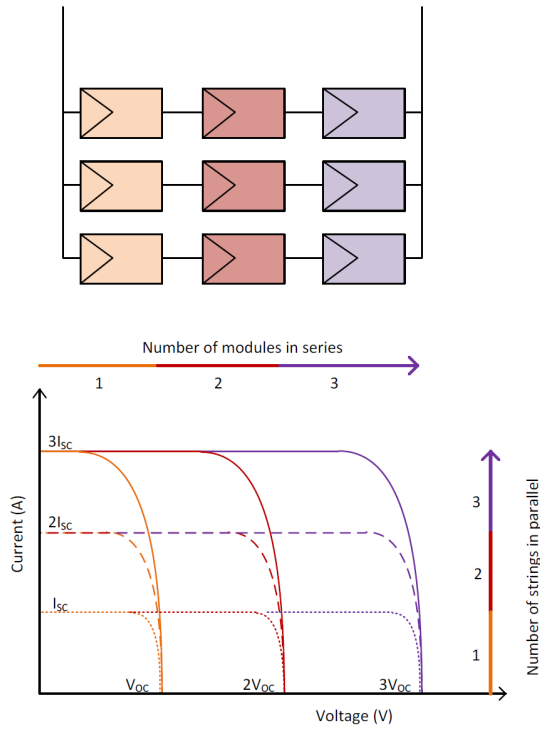 Number of modules in series
1
2
3
3I_SC
2I_SC
I_SC
Current (A)
V_OC
2V_OC
3V_OC
Voltage (V)
3
2
1
Number of strings in parallel